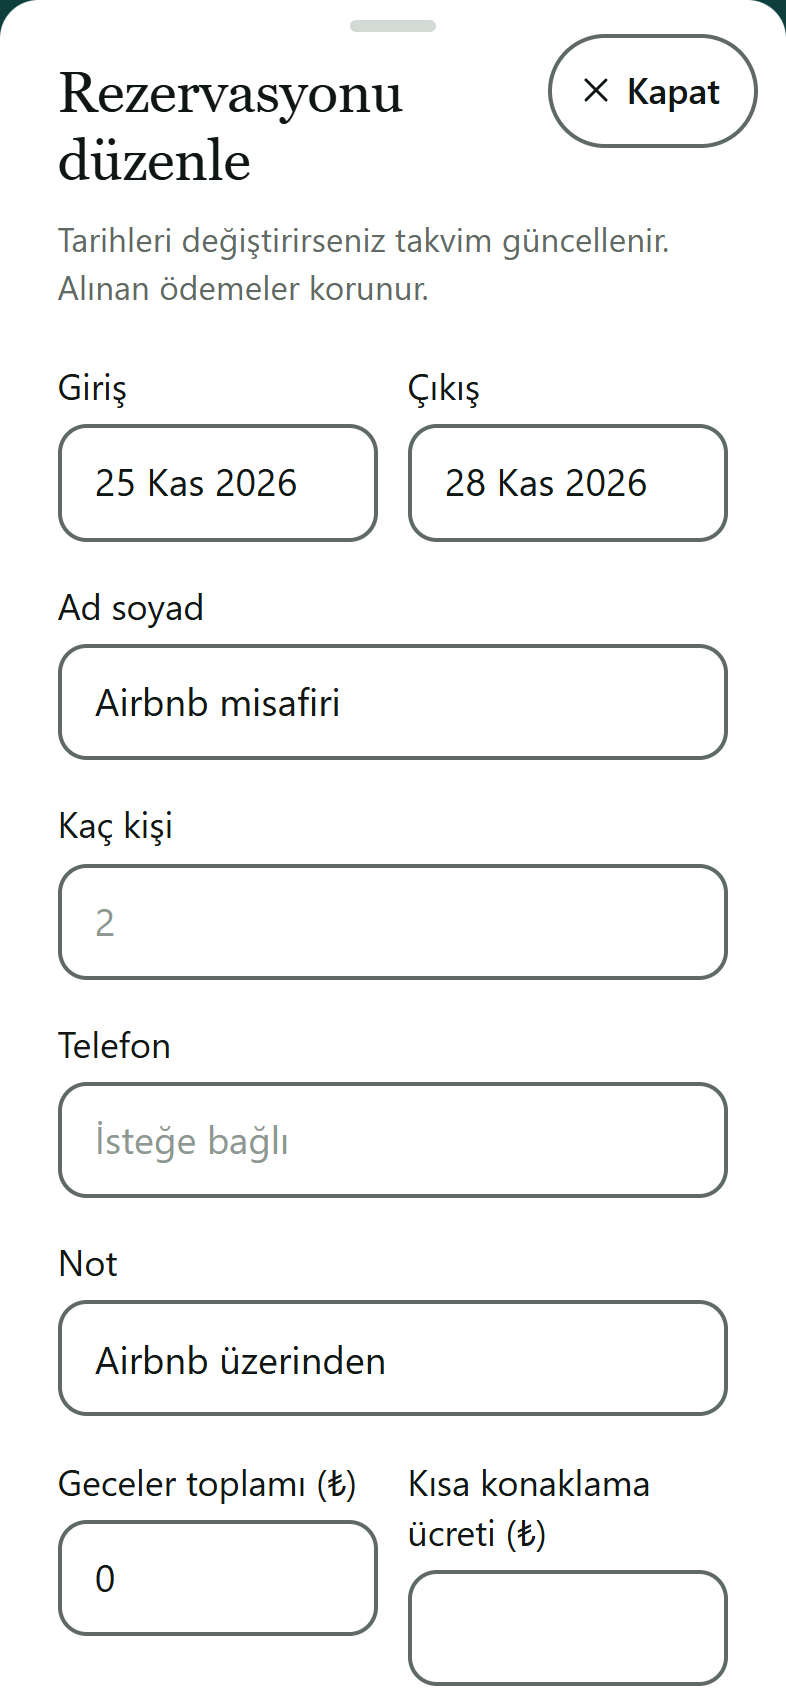 Rezervasyonu
düzenle
Kapat
Tarihleri değiştirirseniz takvim güncellenir.
Alınan ödemeler korunur.
Giriş
Çıkış
25 Kas 2026
28 Kas 2026
Ad soyad
Airbnb misafiri
Kaç kişi
2
Telefon
İsteğe bağlı
Not
Airbnb üzerinden
Geceler toplamı (₺)
Kısa konaklama
ücreti (₺)
0